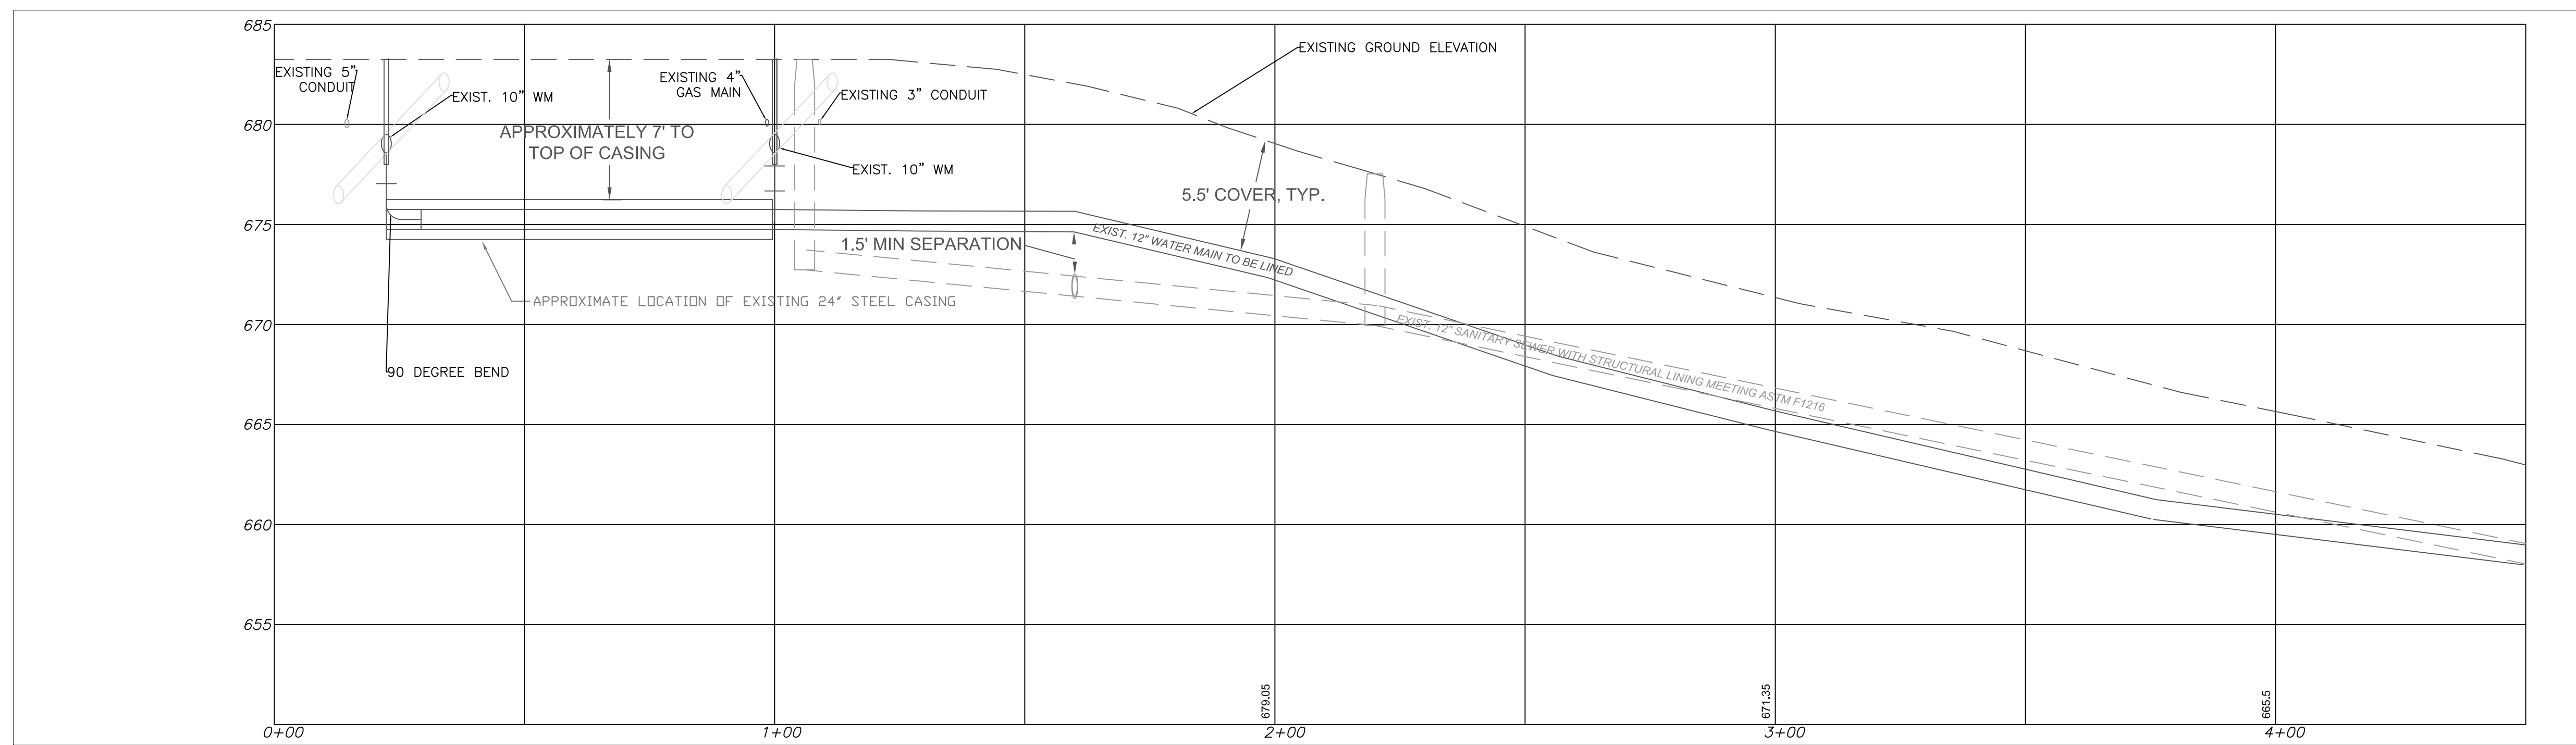 685
EXISTING GROUND ELEVATION
EXISTING 5"
CONDUIT
EXISTING 4"
GAS MAIN
EXIST. 10" WM
EXISTING 3" CONDUIT
680
APPROXIMATELY 7' TO
TOP OF CASING
EXIST. 10" WM
5.5' COVER, TYP.
675
1.5' MIN SEPARATION
EXIST. 12" WATER MAIN TO BE LINED
APPROXIMATE LOCATION OF EXISTING 24" STEEL CASING
670
EXIST. 12" SANITARY SEWER WITH STRUCTURAL LINING MEETING ASTM F1216
90 DEGREE BEND
665
660
655
679.05
671.35
665.5
0+00
1+00
2+00
3+00
4+00